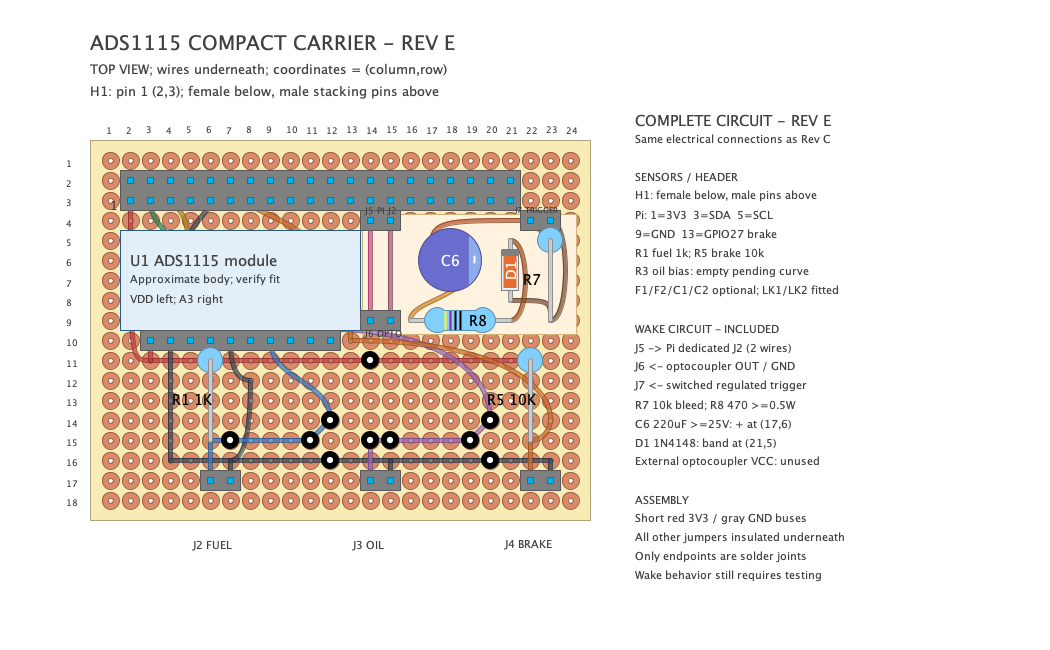 ADS1115 COMPACT CARRIER – REV E
TOP VIEW; wires underneath; coordinates = (column,row)
H1: pin 1 (2,3); female below, male stacking pins above
1 2 3 4 5 6 7 8 9 10 11 12 13 14 15 16 17 18 19 20 21 22 23 24
1
2
3
4
5
6
7
8
9
10
11
12
13
14
15
16
17
18
1
J5 PI J2
J7 TRIGGER
U1 ADS1115 module
Approximate body; verify fit
VDD left; A3 right
C6
D1
R7
R8
J6 OPTO
R1 1K
R5 10K
J2 FUEL
J3 OIL
J4 BRAKE
COMPLETE CIRCUIT – REV E
Same electrical connections as Rev C
SENSORS / HEADER
H1: female below, male pins above
Pi: 1=3V3 3=SDA 5=SCL
9=GND 13=GPIO27 brake
R1 fuel 1k; R5 brake 10k
R3 oil bias: empty pending curve
F1/F2/C1/C2 optional; LK1/LK2 fitted
WAKE CIRCUIT – INCLUDED
J5 -> Pi dedicated J2 (2 wires)
J6 <- optocoupler OUT / GND
J7 <- switched regulated trigger
R7 10k bleed; R8 470 >=0.5W
C6 220uF >=25V: + at (17,6)
D1 1N4148: band at (21,5)
External optocoupler VCC: unused
ASSEMBLY
Short red 3V3 / gray GND buses
All other jumpers insulated underneath
Only endpoints are solder joints
Wake behavior still requires testing